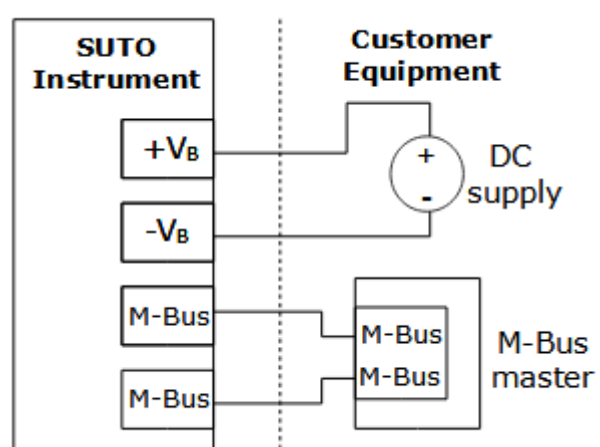 SUTO
Instrument
Customer
Equipment
+VB
-VB
+
-
DC
supply
M-Bus
M-Bus
M-Bus
M-Bus
M-Bus
master